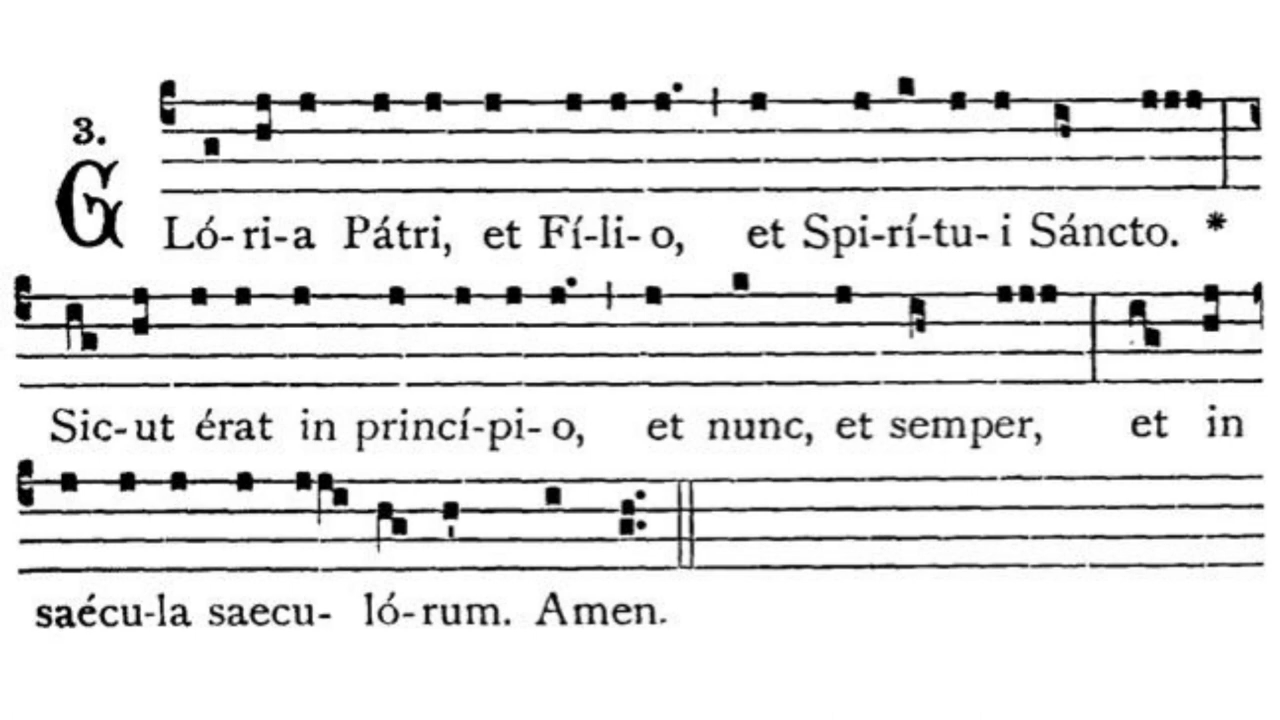 3.
GLó-ri-a Pátri, et Fí-li-o, et Spi-rí-tu-i Sáncto. *
Sic-ut érat in princí-pi-o, et nunc, et semper, et in
saécu-la saecu-ló-rum. Amen.